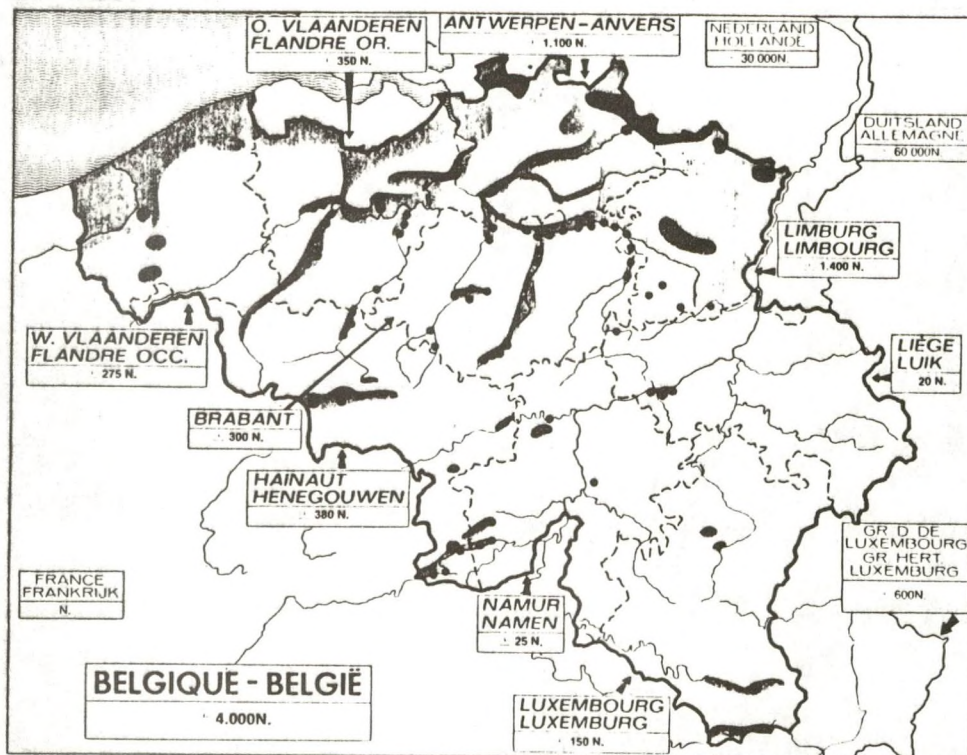 O. VLAANDEREN
FLANDRE OR.
350 N.
ANTWERPEN-ANVERS
1.100 N.
NEDERLAND
HOLLANDE
30 000N.
DUITSLAND
ALLEMAGNE
60 000N.
LIMBURG
LIMBOURG
1.400 N.
W. VLAANDEREN
FLANDRE OCC.
275 N.
LIÈGE
LUIK
20 N.
BRABANT
300 N.
HAINAUT
HENEGOUWEN
380 N.
GR D DE
LUXEMBOURG
GR HERT.
LUXEMBURG
600N.
FRANCE
FRANKRIJK
N.
NAMUR
NAMEN
25 N.
BELGIQUE - BELGIË
4.000N.
LUXEMBOURG
LUXEMBURG
150 N.